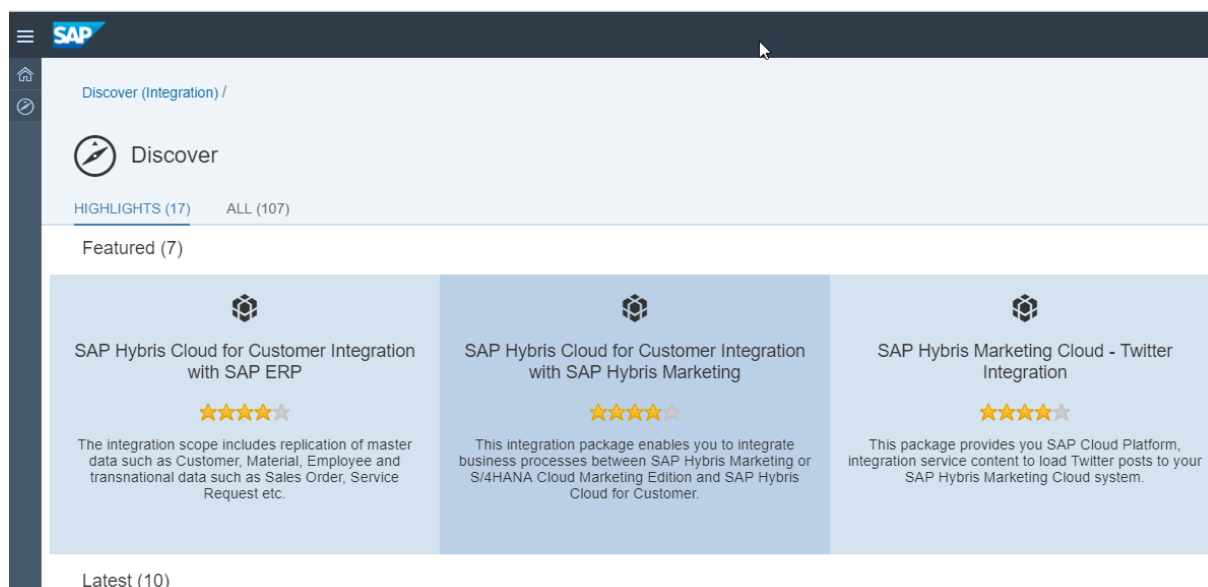 SAP
Discover (Integration) /
Discover
HIGHLIGHTS (17) ALL (107)
Featured (7)
SAP Hybris Cloud for Customer Integration
with SAP ERP
The integration scope includes replication of master
data such as Customer, Material, Employee and
transnational data such as Sales Order, Service
Request etc.
SAP Hybris Cloud for Customer Integration
with SAP Hybris Marketing
This integration package enables you to integrate
business processes between SAP Hybris Marketing or
S/4HANA Cloud Marketing Edition and SAP Hybris
Cloud for Customer.
SAP Hybris Marketing Cloud - Twitter
Integration
This package provides you SAP Cloud Platform,
integration service content to load Twitter posts to your
SAP Hybris Marketing Cloud system.
Latest (10)